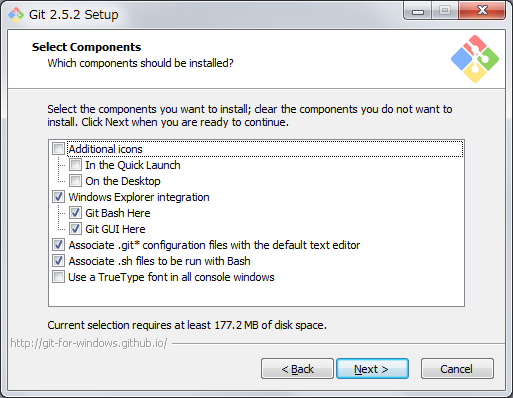 Git 2.5.2 Setup
Select Components
Which components should be installed?
Select the components you want to install; clear the components you do not want to
install. Click Next when you are ready to continue.
Additional icons
In the Quick Launch
On the Desktop
Windows Explorer integration
Git Bash Here
Git GUI Here
Associate .git* configuration files with the default text editor
Associate .sh files to be run with Bash
Use a TrueType font in all console windows
Current selection requires at least 177.2 MB of disk space.
http://git-for-windows.github.io/
< Back Next > Cancel